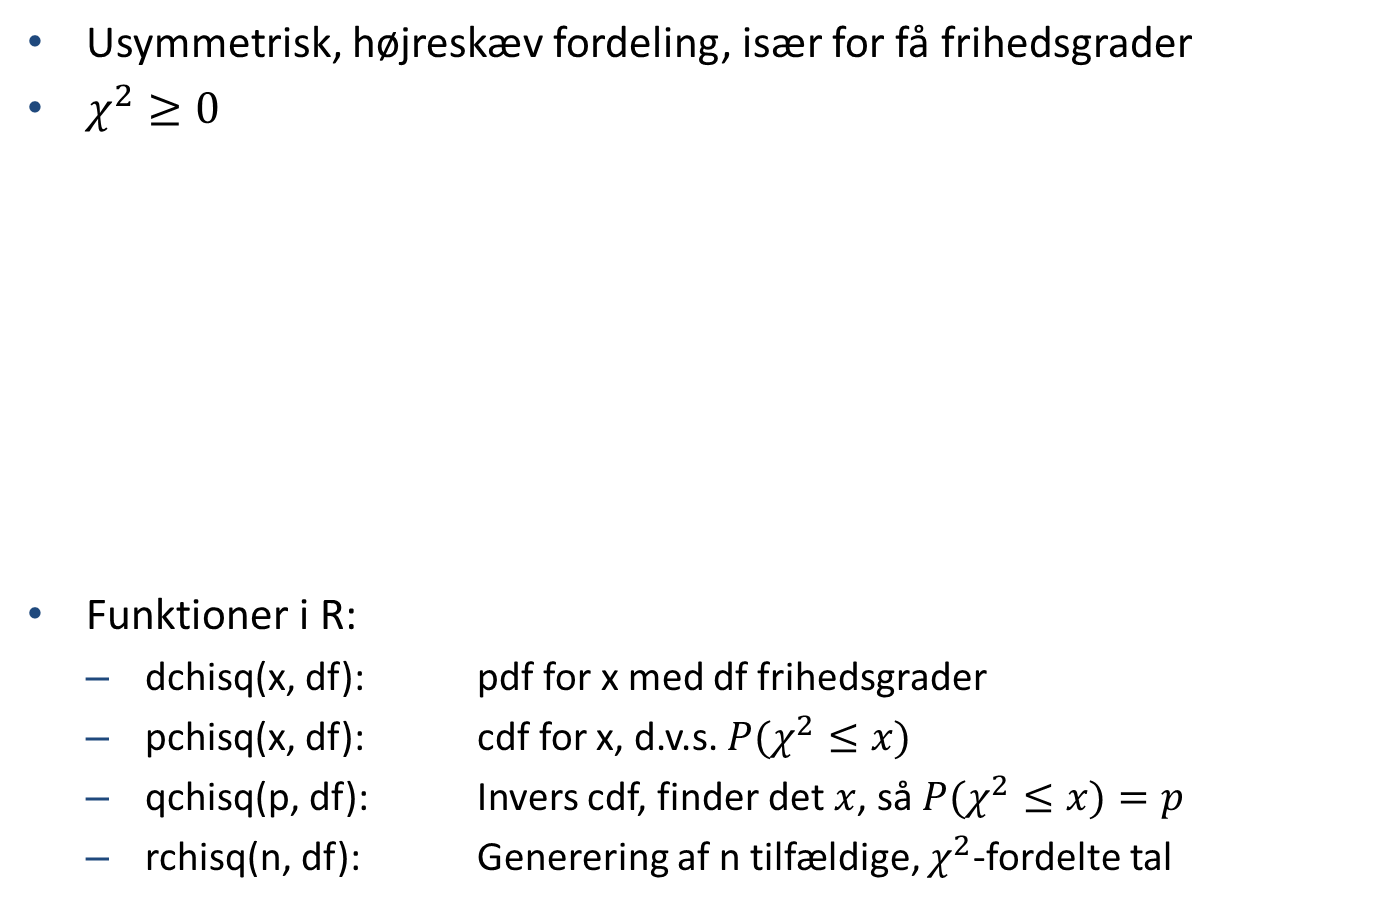 • Usymmetrisk, højreskæv fordeling, især for få frihedsgrader
• χ² ≥ 0
• Funktioner i R:
– dchisq(x, df): pdf for x med df frihedsgrader
– pchisq(x, df): cdf for x, d.v.s. P(χ² ≤ x)
– qchisq(p, df): Invers cdf, finder det x, så P(χ² ≤ x) = p
– rchisq(n, df): Generering af n tilfældige, χ²-fordelte tal